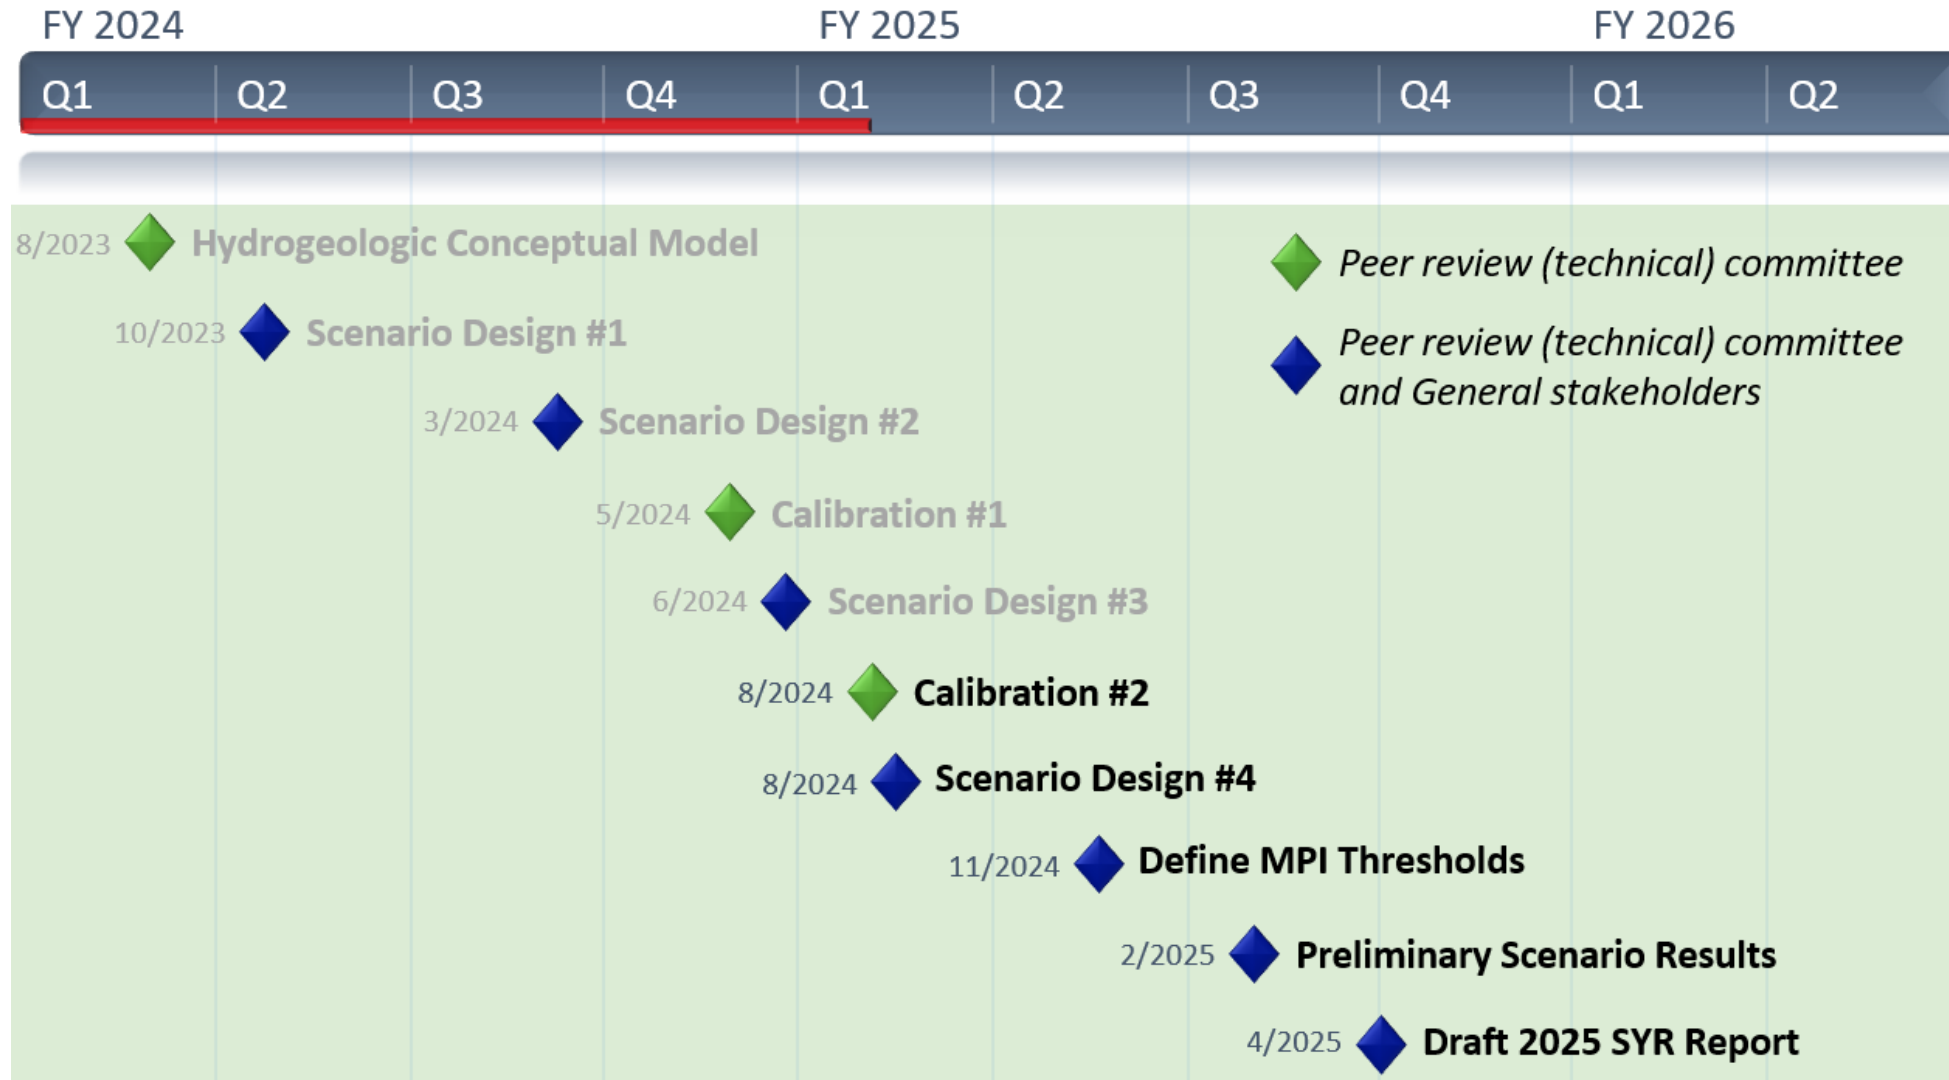 FY 2024 FY 2025 FY 2026
Q1 Q2 Q3 Q4 Q1 Q2 Q3 Q4 Q1 Q2
8/2023 Hydrogeologic Conceptual Model
10/2023 Scenario Design #1
3/2024 Scenario Design #2
5/2024 Calibration #1
6/2024 Scenario Design #3
8/2024 Calibration #2
8/2024 Scenario Design #4
11/2024 Define MPI Thresholds
2/2025 Preliminary Scenario Results
4/2025 Draft 2025 SYR Report
Peer review (technical) committee
Peer review (technical) committee
and General stakeholders